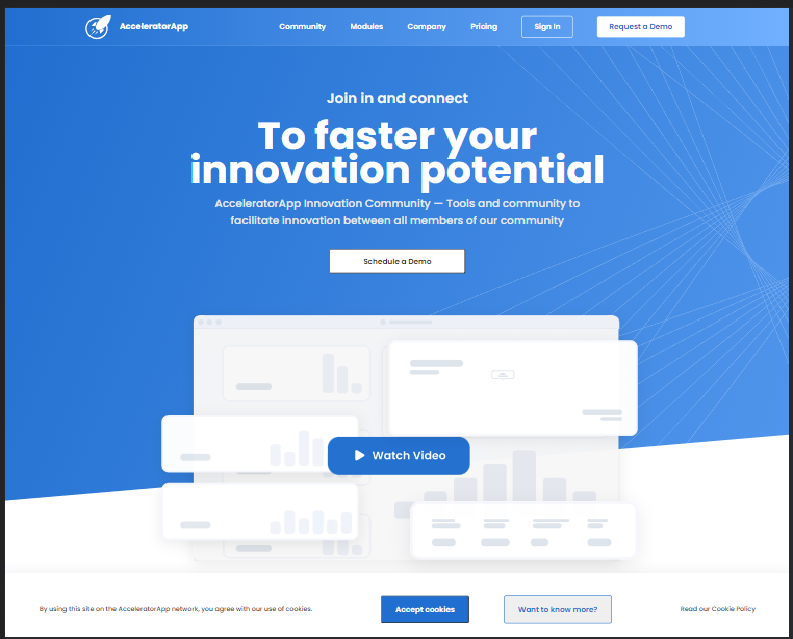 AcceleratorApp
Community
Modules
Company
Pricing
Sign In
Request a Demo
Join in and connect
To faster your
innovation potential
AcceleratorApp Innovation Community — Tools and community to
facilitate innovation between all members of our community
Schedule a Demo
Watch Video
By using this site on the AcceleratorApp network, you agree with our use of cookies.
Accept cookies
Want to know more?
Read our Cookie Policy